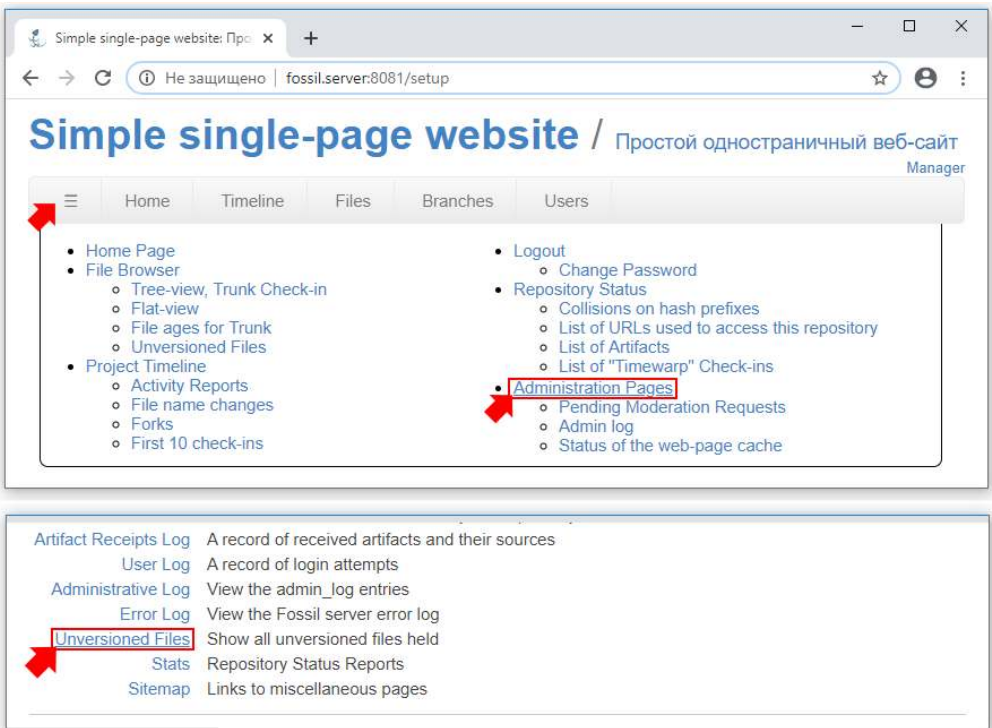 Simple single-page website: Про
Не защищено | fossil.server:8081/setup
Simple single-page website / Простой одностраничный веб-сайт
Manager
☰ Home Timeline Files Branches Users
• Home Page
• File Browser
◦ Tree-view, Trunk Check-in
◦ Flat-view
◦ File ages for Trunk
◦ Unversioned Files
• Project Timeline
◦ Activity Reports
◦ File name changes
◦ Forks
◦ First 10 check-ins
• Logout
◦ Change Password
• Repository Status
◦ Collisions on hash prefixes
◦ List of URLs used to access this repository
◦ List of Artifacts
◦ List of "Timewarp" Check-ins
• Administration Pages
◦ Pending Moderation Requests
◦ Admin log
◦ Status of the web-page cache
Artifact Receipts Log A record of received artifacts and their sources
User Log A record of login attempts
Administrative Log View the admin_log entries
Error Log View the Fossil server error log
Unversioned Files Show all unversioned files held
Stats Repository Status Reports
Sitemap Links to miscellaneous pages